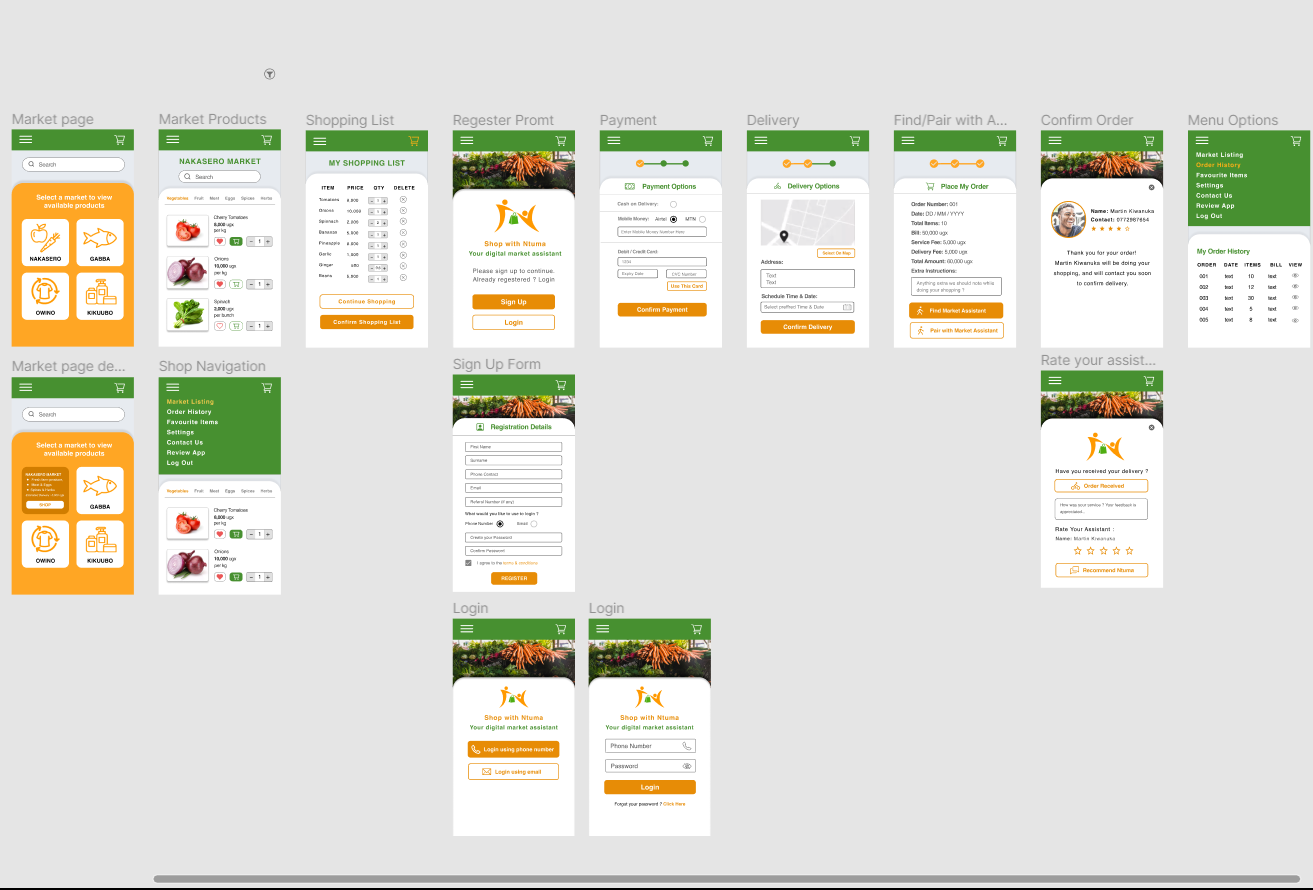 Market page
Market Products
Shopping List
Regester Promt
Payment
Delivery
Find/Pair with A...
Confirm Order
Menu Options
Search
Select a market to view
available products
NAKASERO
GABBA
OWINO
KIKUUBO
NAKASERO MARKET
Search
Vegetables Fruit Meat Eggs Spices Herbs
Cherry Tomatoes
8,000 ugx
per kg
1
Onions
10,000 ugx
per kg
1
Spinach
2,000 ugx
per bunch
1
MY SHOPPING LIST
ITEM PRICE QTY DELETE
Tomatoes
Onions 10,000
Spinnach 2,000
Bananas 5,000
Pineapple
Garlic 1,000
Ginger
Beans 5,000
Continue Shopping
Confirm Shopping List
Shop with Ntuma
Your digital market assistant
Please sign up to continue.
Already regestered ? Login
Sign Up
Login
Payment Options
Cash on Delivery:
Mobile Money: Airtel MTN
Enter Mobile Money Number Here
Debit / Credit Card:
1234
Expiry Date CVC Number
Use This Card
Confirm Payment
Delivery Options
Select On Map
Address:
Text
Text
Schedule Time & Date:
Select preffed Time & Date
Confirm Delivery
Place My Order
Order Number: 001
Date: DD / MM / YYYY
Total Items: 10
Bill: 50,000 ugx
Service Fee: 5,000 ugx
Delivery Fee: 5,000 ugx
Total Amount: 60,000 ugx
Extra Instructions:
Anything extra we should note while
doing your shopping ?
Find Market Assistant
Pair with Market Assistant
Name: Martin Kiwanuka
Contact: 0772987654
Thank you for your order!
Martin Kiwanuka will be doing your
shopping, and will contact you soon
to confirm delivery.
Market Listing
Order History
Favourite Items
Settings
Contact Us
Review App
Log Out
My Order History
ORDER DATE ITEMS BILL VIEW
001 text 10 text
002 text 12 text
003 text 30 text
004 text 5 text
005 text 8 text
Market page de...
Shop Navigation
Sign Up Form
Rate your assist...
Search
Select a market to view
available products
NAKASERO MARKET
SHOP
GABBA
OWINO
KIKUUBO
Market Listing
Order History
Favourite Items
Settings
Contact Us
Review App
Log Out
Vegetables Fruit Meat Eggs Spices Herbs
Cherry Tomatoes
8,000 ugx
per kg
1
Onions
10,000 ugx
per kg
1
Registration Details
First Name
Surname
Phone Contact
Email
Referal Number (if any)
What would you like to use to login ?
Phone Number Email
Create your Password
Confirm Password
I agree to the terms & conditions
REGISTER
Have you received your delivery ?
Order Received
How was your service ? Your feedback is
appreciated..
Rate Your Assistant :
Name: Martin Kiwanuka
Recommend Ntuma
Login
Login
Shop with Ntuma
Your digital market assistant
Login using phone number
Login using email
Shop with Ntuma
Your digital market assistant
Phone Number
Password
Login
Forgot your password ? Click Here